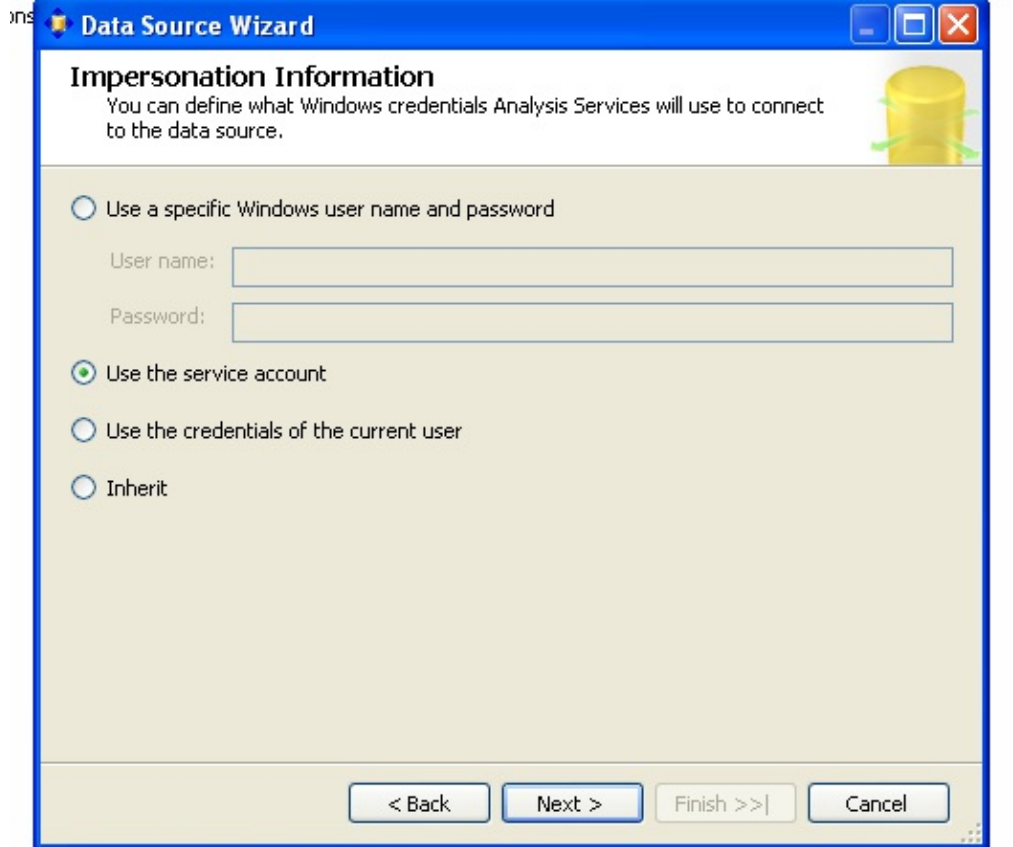 ons
Data Source Wizard
Impersonation Information
You can define what Windows credentials Analysis Services will use to connect
to the data source.
Use a specific Windows user name and password
User name:
Password:
Use the service account
Use the credentials of the current user
Inherit
< Back
Next >
Finish >>|
Cancel